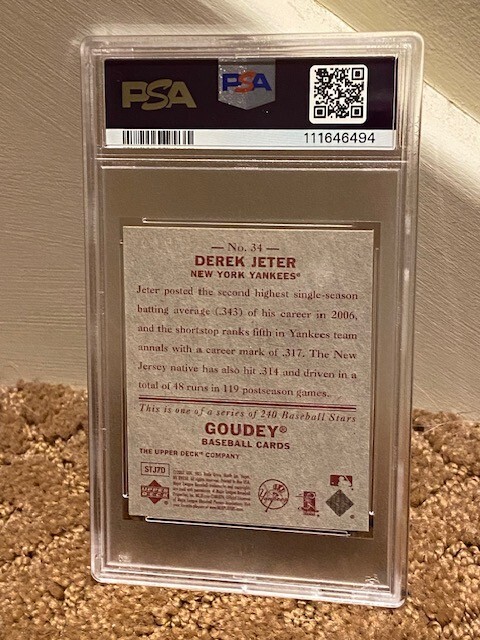 PSA
PSA
111646494
— No. 34 —
DEREK JETER
NEW YORK YANKEES®
Jeter posted the second highest single-season
batting average (.343) of his career in 2006,
and the shortstop ranks fifth in Yankees team
annals with a career mark of .317. The New
Jersey native has also hit .314 and driven in a
total of 48 runs in 119 postseason games.
This is one of a series of 240 Baseball Stars
GOUDEY®
BASEBALL CARDS
THE UPPER DECK® COMPANY
STJ70
UPPER DECK